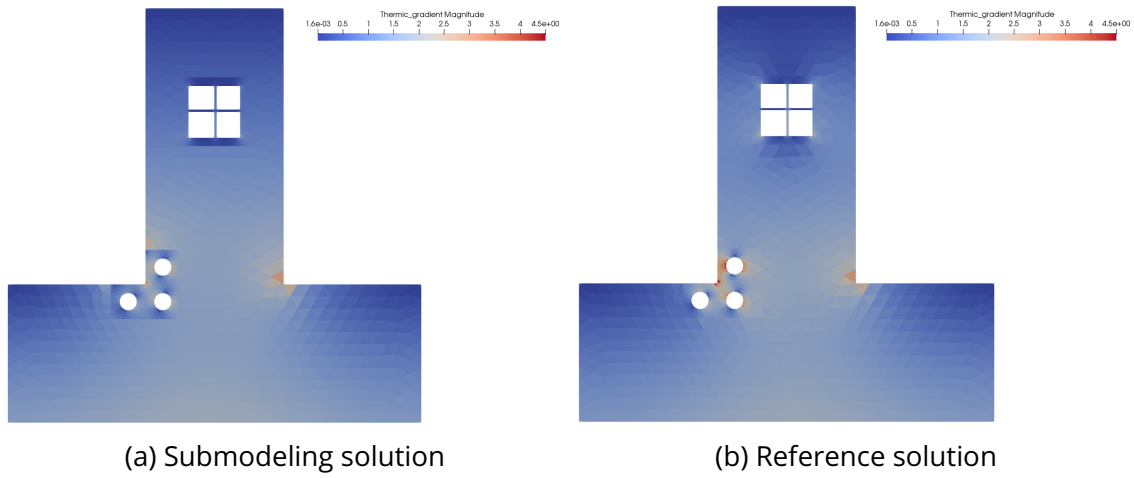 Thermic_gradient Magnitude
1.6e-03 0.5 1 1.5 2 2.5 3 3.5 4 4.5e+00
Thermic_gradient Magnitude
1.6e-03 0.5 1 1.5 2 2.5 3 3.5 4 4.5e+00
(a) Submodeling solution
(b) Reference solution